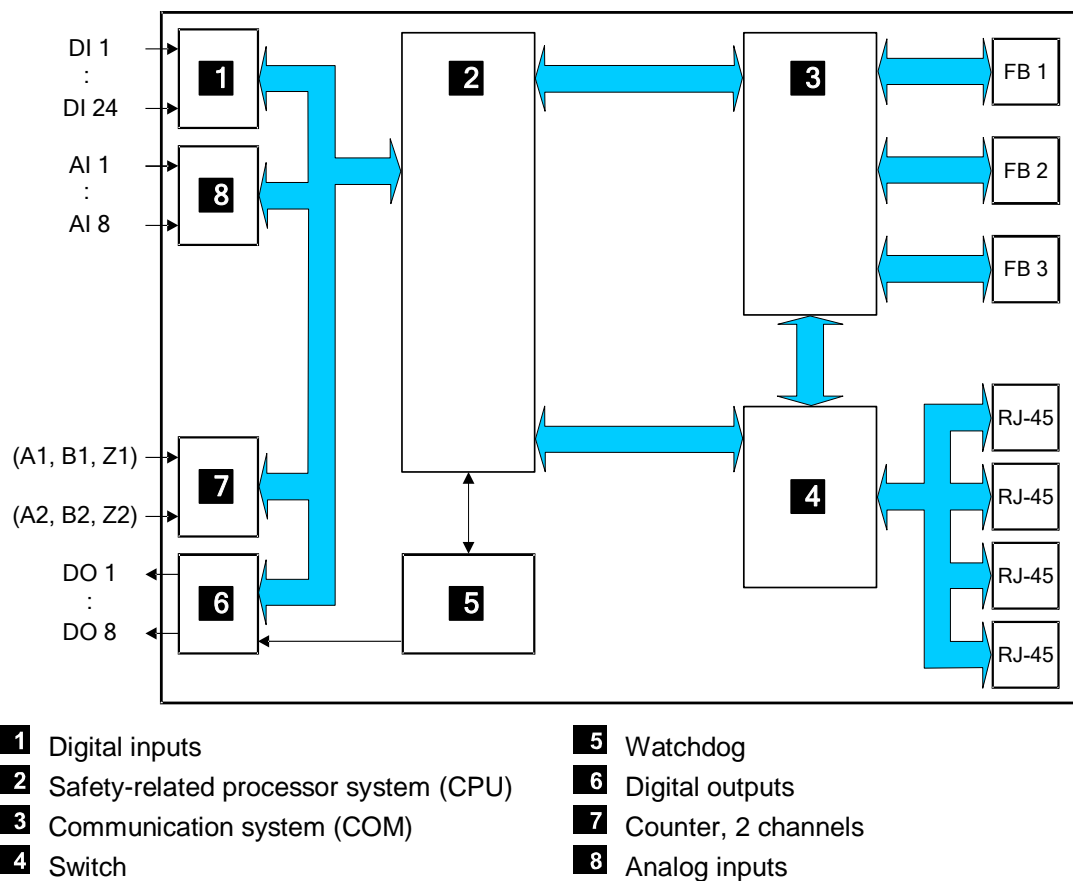 DI 1
:
DI 24
AI 1
:
AI 8
(A1, B1, Z1)
(A2, B2, Z2)
DO 1
:
DO 8
1
8
7
6
2
5
3
4
FB 1
FB 2
FB 3
RJ-45
RJ-45
RJ-45
RJ-45
1 Digital inputs
2 Safety-related processor system (CPU)
3 Communication system (COM)
4 Switch
5 Watchdog
6 Digital outputs
7 Counter, 2 channels
8 Analog inputs